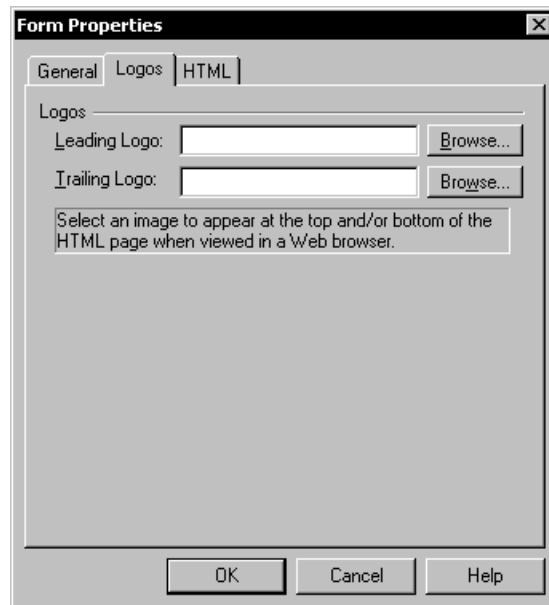 Form Properties
General Logos HTML
Logos
Leading Logo: Browse...
Trailing Logo: Browse...
Select an image to appear at the top and/or bottom of the
HTML page when viewed in a Web browser.
OK Cancel Help